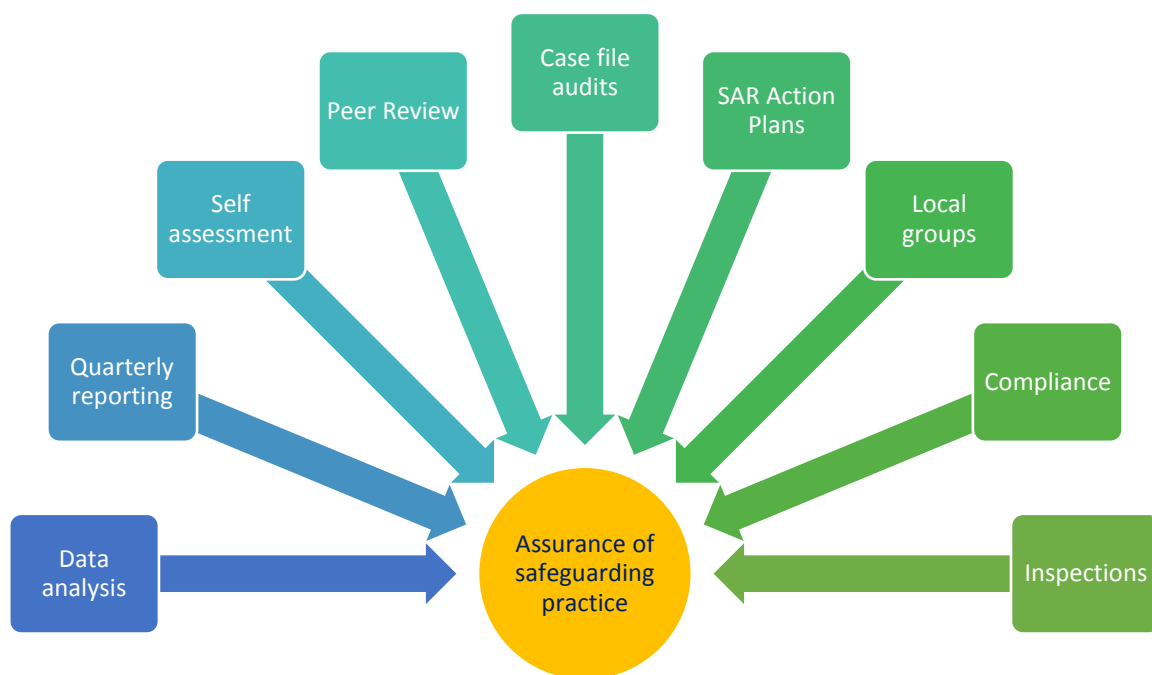 Case file
audits
Peer Review
SAR Action
Plans
Self
assessment
Local
groups
Quarterly
reporting
Compliance
Data
analysis
Assurance of
safeguarding
practice
Inspections